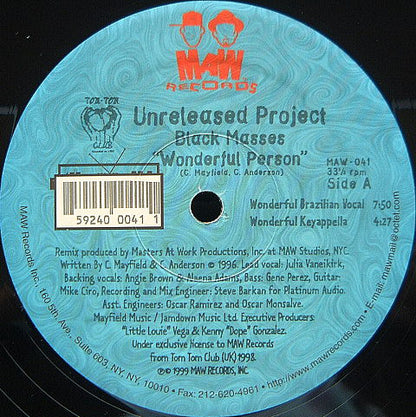 MAW
RECORDS
TOM-TOM
CLUB
Unreleased Project
Black Masses
"Wonderful Person"
(C. Mayfield, C. Anderson)
MAW-041
33⅓ rpm
Side A
59240 0041 1
Wonderful Brazilian Vocal 7:50
Wonderful Keyappella 4:27
Remix produced by Masters At Work Productions, Inc at MAW Studios, NYC.
Written By C. Mayfield & C. Anderson © 1996. Lead vocal: Julia Vaneikirk,
Backing vocals: Angie Brown & Aleena Adams, Bass: Gene Perez, Guitar:
Mike Ciro, Recording and Mix Engineer: Steve Barkan for Platinum Audio.
Asst. Engineers: Oscar Ramirez and Oscar Monsalve.
Mayfield Music / Jamdown Music Ltd. Executive Producers:
"Little Louie" Vega & Kenny "Dope" Gonzalez.
Under exclusive license to MAW Records
from Tom Tom Club (UK) 1998.
℗© 1999 MAW RECORDS, INC.
MAW Records Inc. 160 5th. Ave., Suite 003, NY, NY, 10010 • Fax: 212-620-4961 • http://www.mawrecords.com • E-mail: mawmail@octet.com